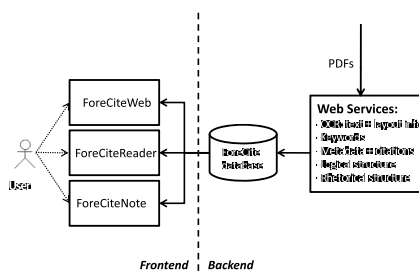 PDFs
ForeCiteWeb
ForeCiteReader
ForeCiteNote
User
ForeCite
database
Web Services:
· OCR text + layout info
· Keywords
· Metadata + citations
· Logical structure
· Rhetorical structure
Frontend
Backend